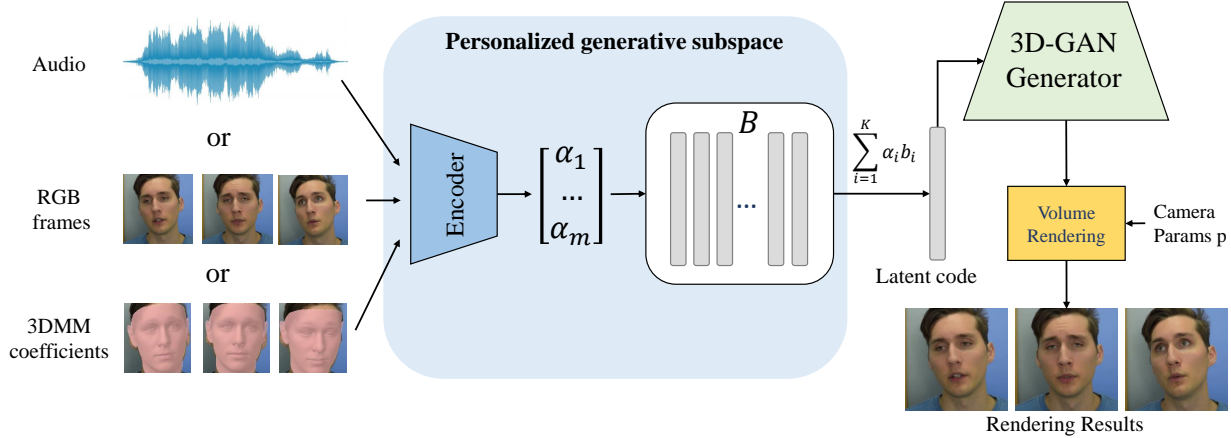 Audio
or
RGB
frames
or
3DMM
coefficients
Personalized generative subspace
Encoder
α₁
...
αₘ
B
...
K
∑ αᵢbᵢ
i=1
Latent code
3D-GAN
Generator
Volume
Rendering
Camera
Params p
Rendering Results